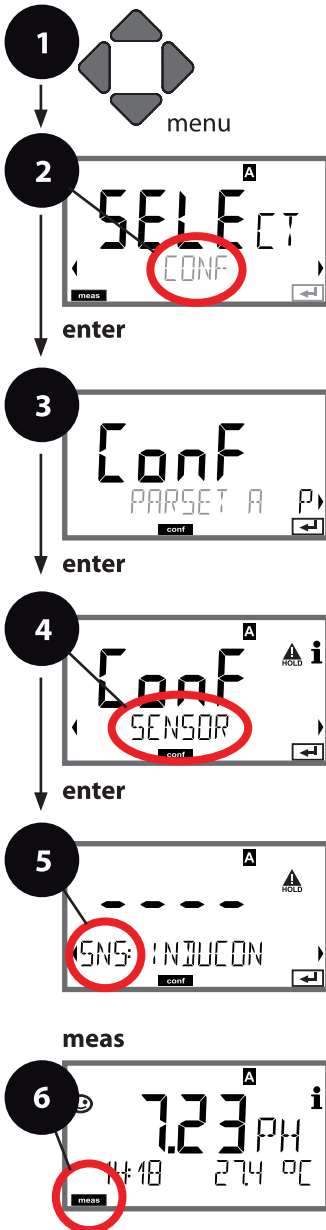 1
menu
2
A
SELECT
CONF
meas
enter
3
ConF
PARSET A P
conf
enter
4
A
ConF
HOLD i
SENSOR
conf
enter
5
A
HOLD
----
SNS: INDUCON
conf
meas
6
A
i
7.23 PH
14:18 27.4 °C
meas